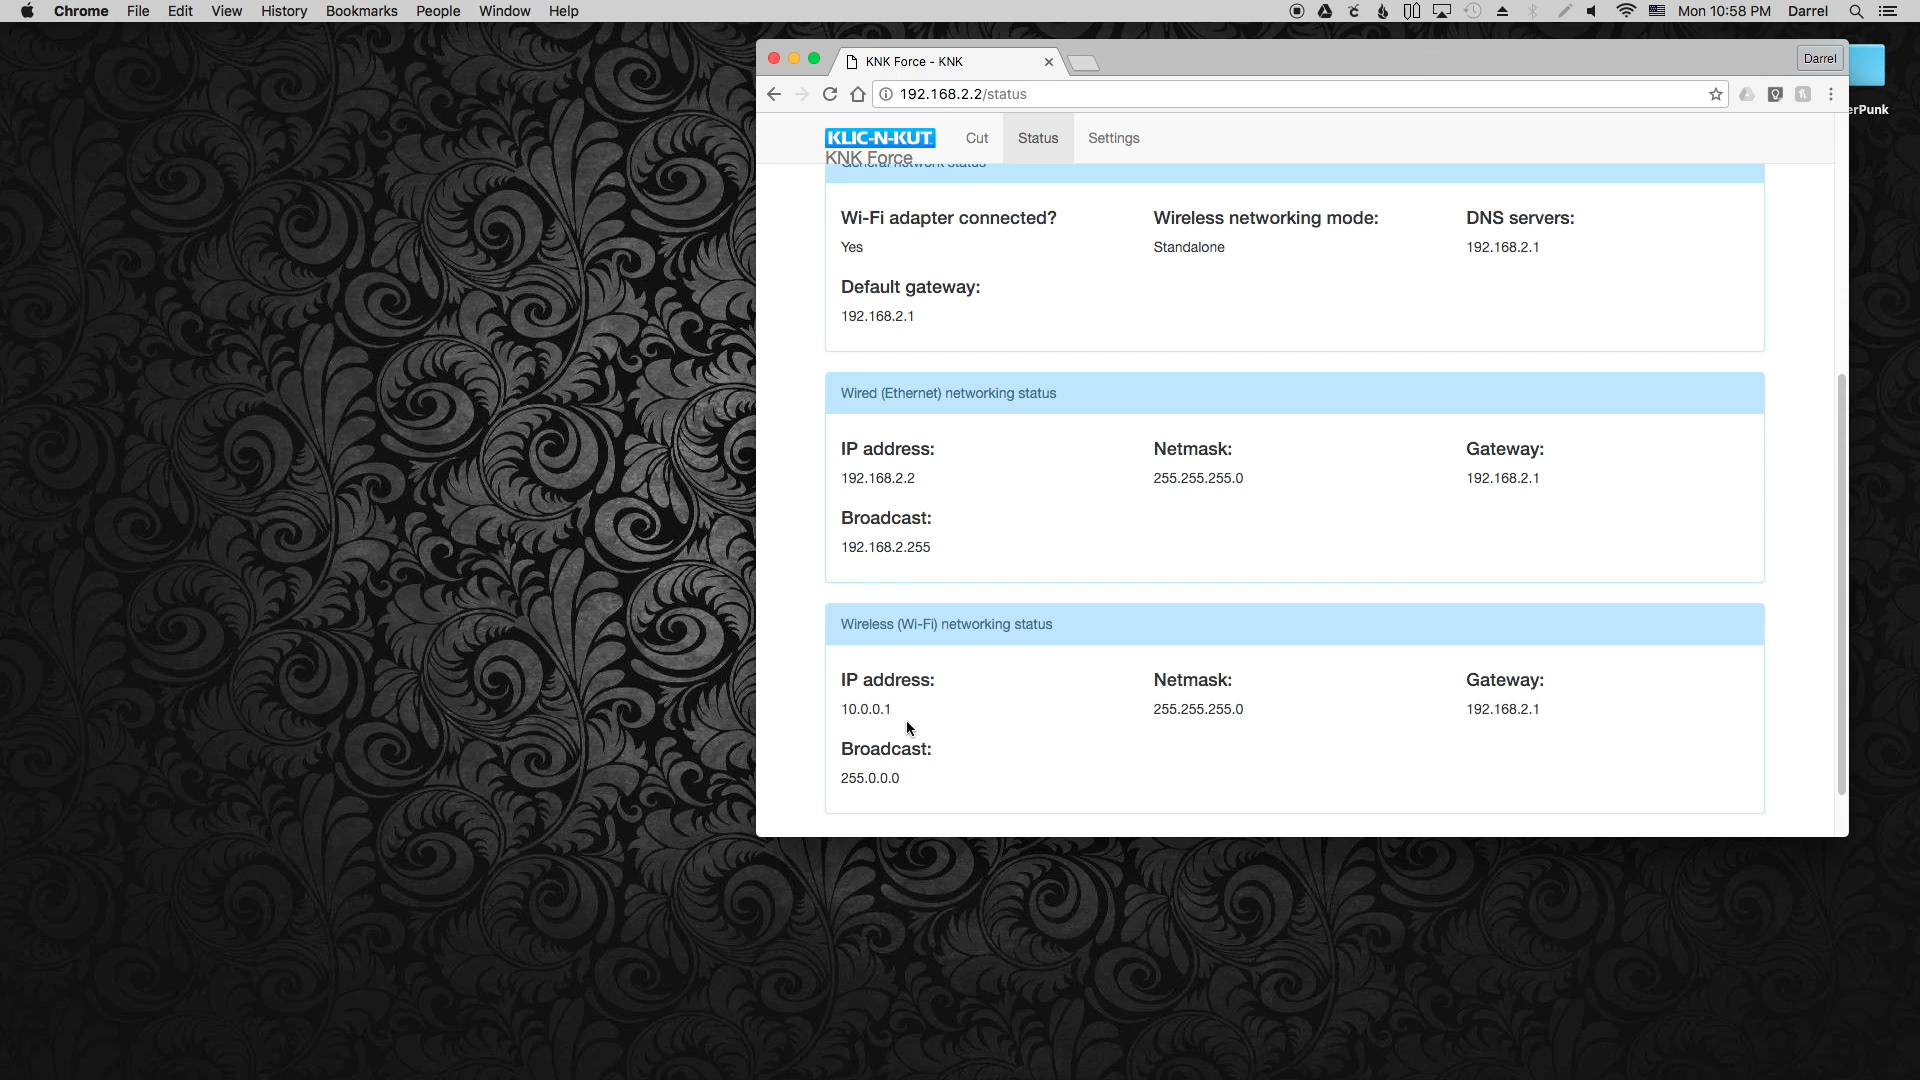 Chrome File Edit View History Bookmarks People Window Help Mon 10:58 PM Darrel
KNK Force - KNK Darrel
192.168.2.2/status
erPunk
KLIC-N-KUT Cut Status Settings
KNK Force
General network status
Wi-Fi adapter connected? Wireless networking mode: DNS servers:
Yes Standalone 192.168.2.1
Default gateway:
192.168.2.1
Wired (Ethernet) networking status
IP address: Netmask: Gateway:
192.168.2.2 255.255.255.0 192.168.2.1
Broadcast:
192.168.2.255
Wireless (Wi-Fi) networking status
IP address: Netmask: Gateway:
10.0.0.1 255.255.255.0 192.168.2.1
Broadcast:
255.0.0.0